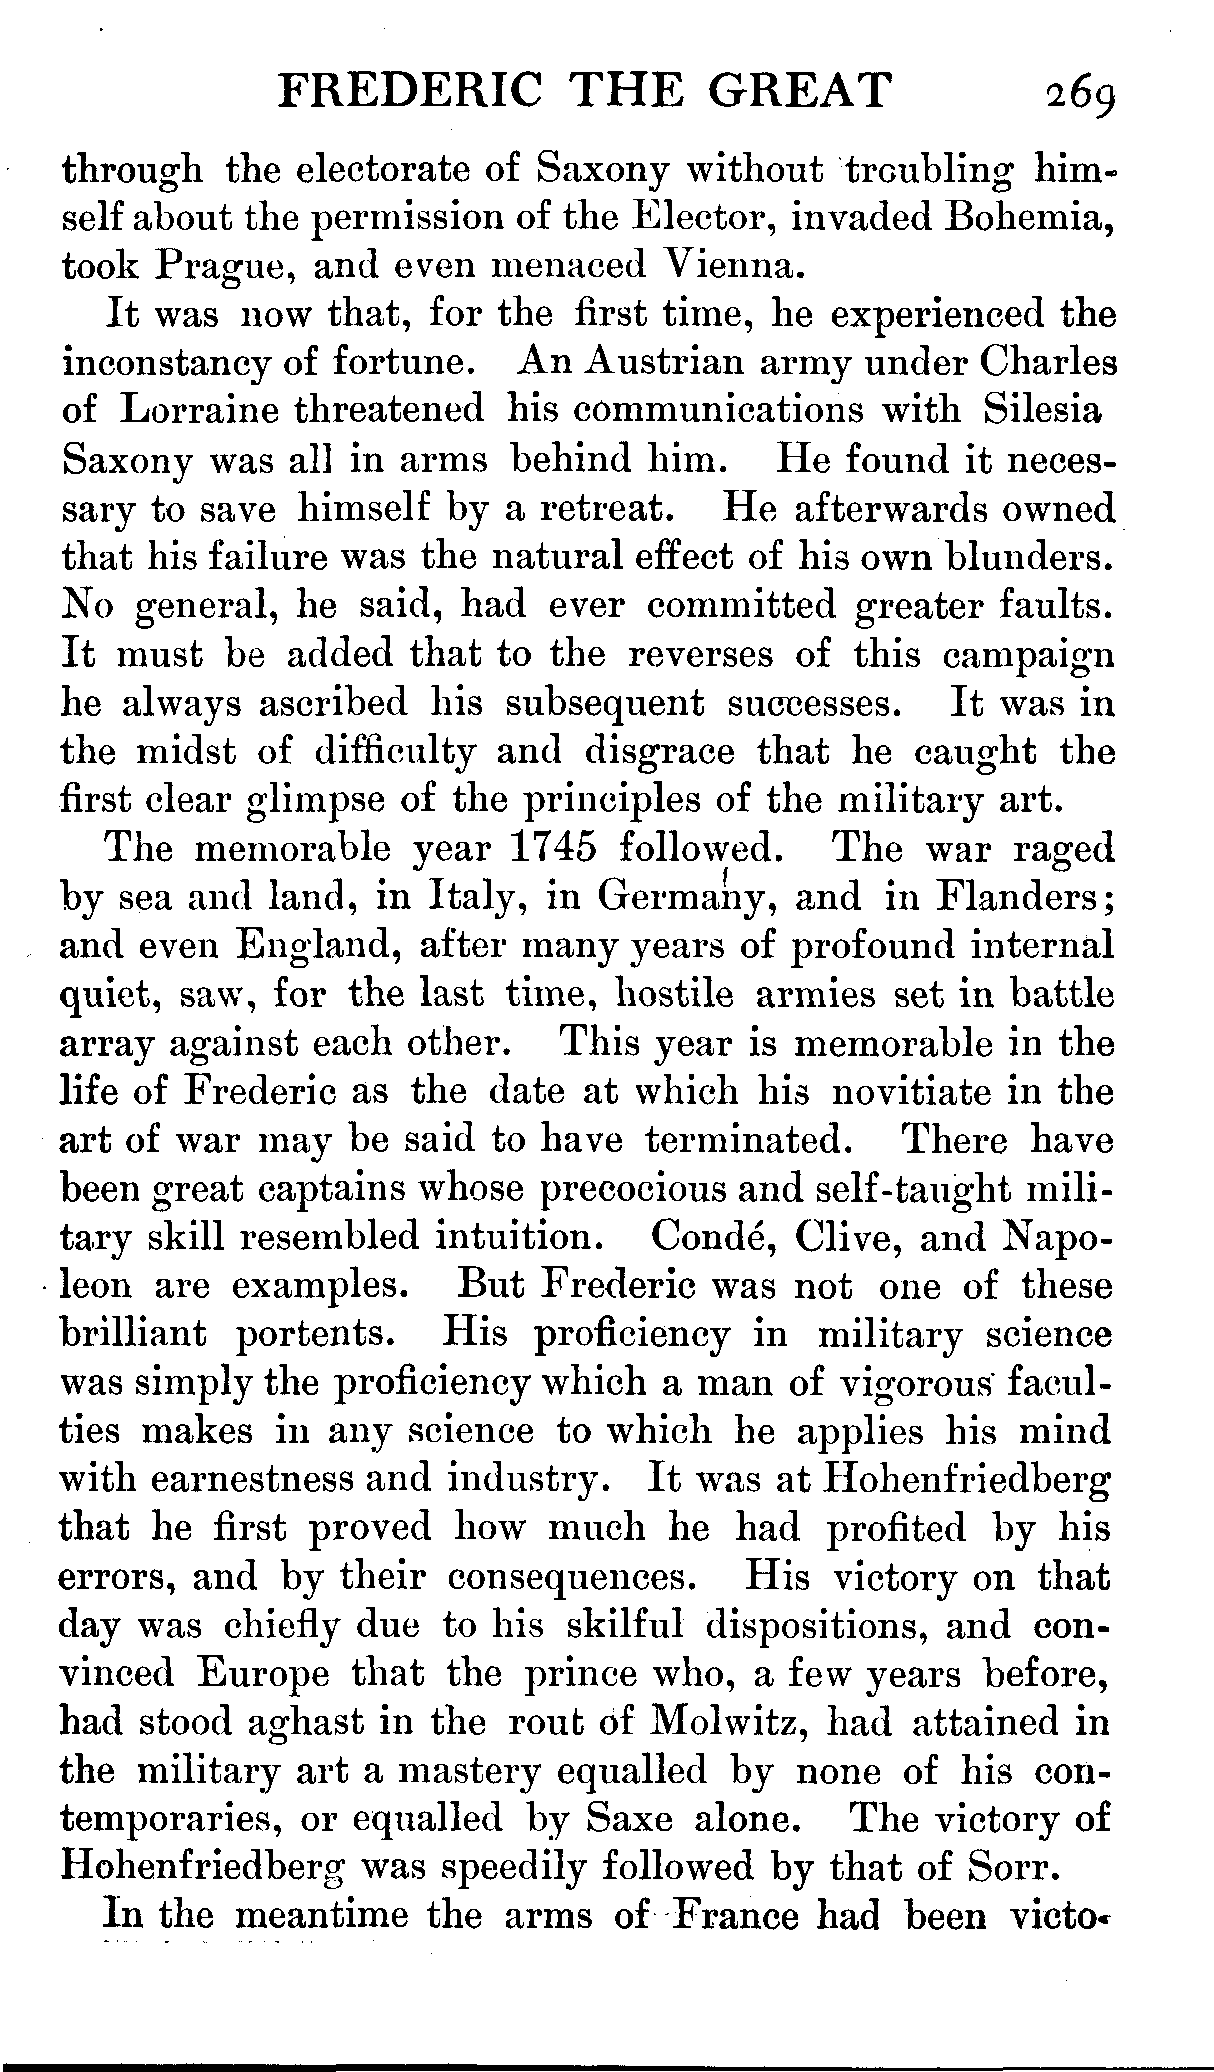 FREDERIC THE GREAT 269
through the electorate of Saxony without troubling him-
self about the permission of the Elector, invaded Bohemia,
took Prague, and even menaced Vienna.
It was now that, for the first time, he experienced the
inconstancy of fortune. An Austrian army under Charles
of Lorraine threatened his communications with Silesia
Saxony was all in arms behind him. He found it neces-
sary to save himself by a retreat. He afterwards owned
that his failure was the natural effect of his own blunders.
No general, he said, had ever committed greater faults.
It must be added that to the reverses of this campaign
he always ascribed his subsequent successes. It was in
the midst of difficulty and disgrace that he caught the
first clear glimpse of the principles of the military art.
The memorable year 1745 followed. The war raged
by sea and land, in Italy, in Germany, and in Flanders;
and even England, after many years of profound internal
quiet, saw, for the last time, hostile armies set in battle
array against each other. This year is memorable in the
life of Frederic as the date at which his novitiate in the
art of war may be said to have terminated. There have
been great captains whose precocious and self-taught mili-
tary skill resembled intuition. Condé, Clive, and Napo-
leon are examples. But Frederic was not one of these
brilliant portents. His proficiency in military science
was simply the proficiency which a man of vigorous facul-
ties makes in any science to which he applies his mind
with earnestness and industry. It was at Hohenfriedberg
that he first proved how much he had profited by his
errors, and by their consequences. His victory on that
day was chiefly due to his skilful dispositions, and con-
vinced Europe that the prince who, a few years before,
had stood aghast in the rout of Molwitz, had attained in
the military art a mastery equalled by none of his con-
temporaries, or equalled by Saxe alone. The victory of
Hohenfriedberg was speedily followed by that of Sorr.
In the meantime the arms of France had been victo-